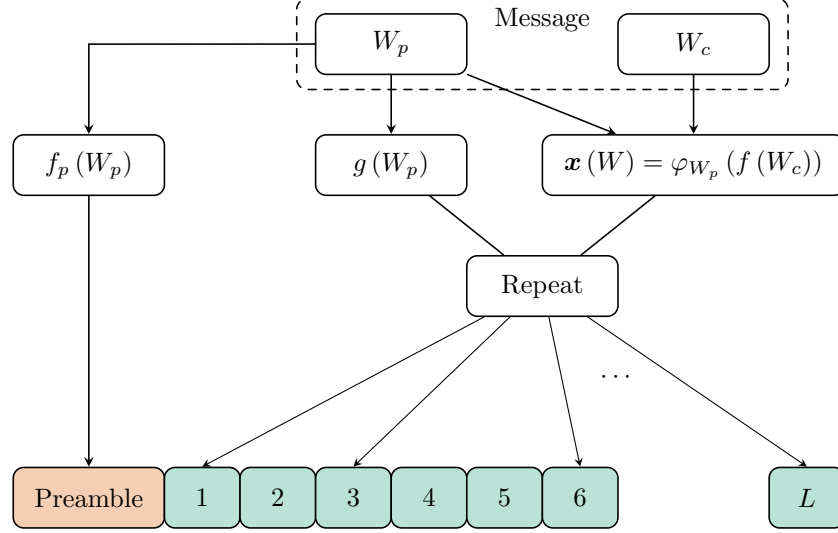 Message
W_p
W_c
f_p (W_p)
g (W_p)
x (W) = φ_{W_p} (f (W_c))
Repeat
...
Preamble
1
2
3
4
5
6
L